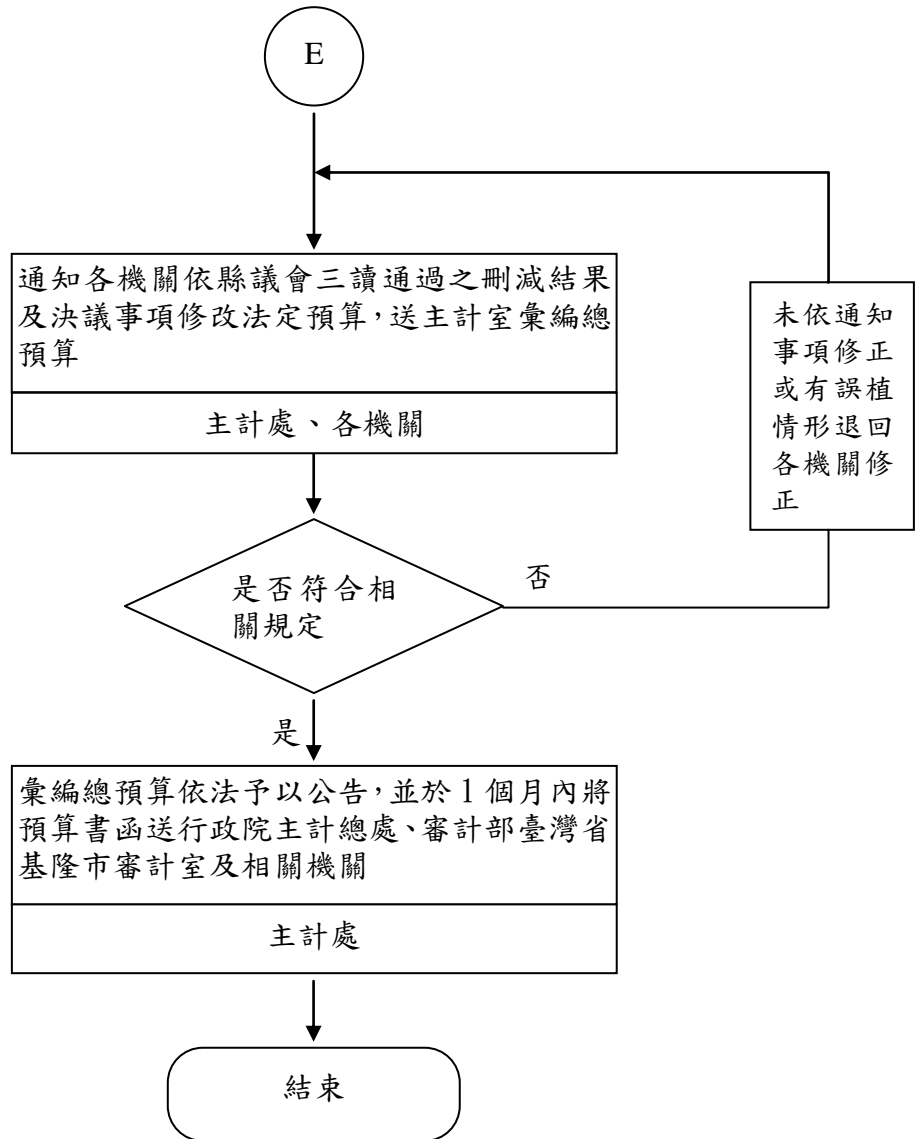 E
通知各機關依縣議會三讀通過之刪減結果
及決議事項修改法定預算，送主計室彙編總
預算
主計處、各機關
未依通知
事項修正
或有誤植
情形退回
各機關修
正
是否符合相
關規定
否
是
彙編總預算依法予以公告，並於1個月內將
預算書函送行政院主計總處、審計部臺灣省
基隆市審計室及相關機關
主計處
結束